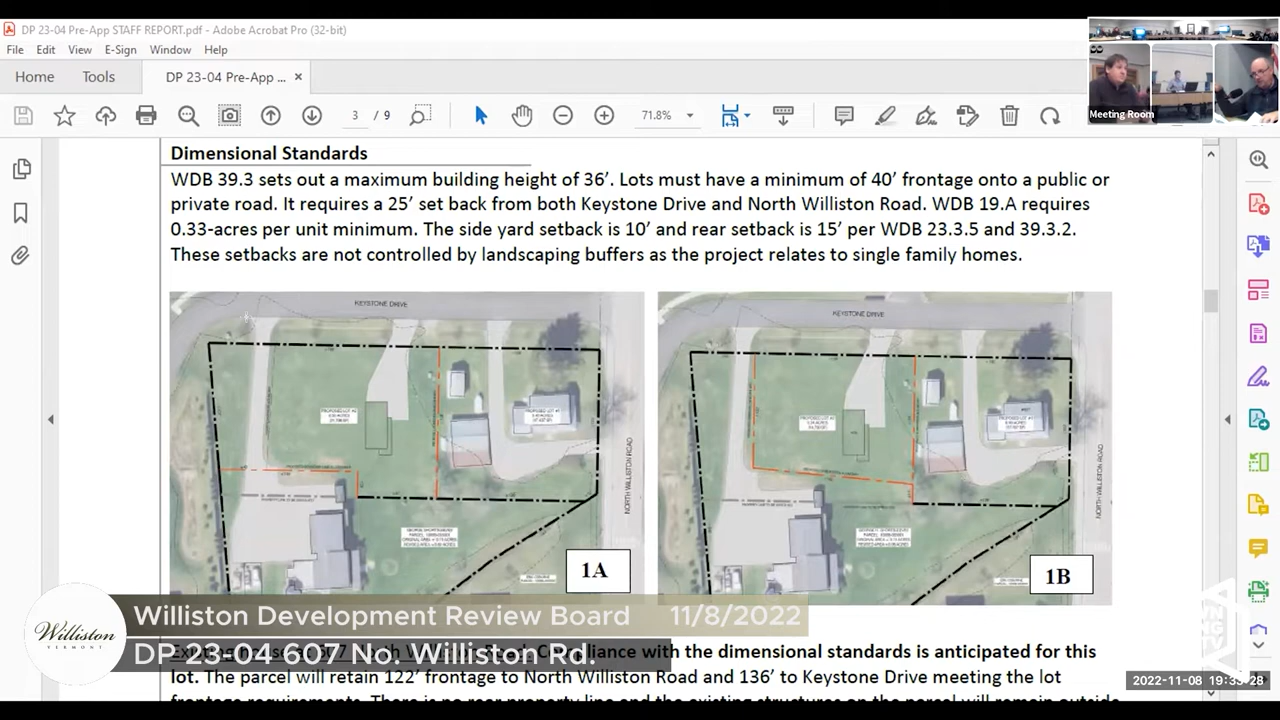 DP 23-04 Pre-App STAFF REPORT.pdf - Adobe Acrobat Pro (32-bit)
File Edit View E-Sign Window Help
Home Tools DP 23-04 Pre-App ... ×
3 / 9 71.8%
Meeting Room
Dimensional Standards
WDB 39.3 sets out a maximum building height of 36'. Lots must have a minimum of 40' frontage onto a public or
private road. It requires a 25' set back from both Keystone Drive and North Williston Road. WDB 19.A requires
0.33-acres per unit minimum. The side yard setback is 10' and rear setback is 15' per WDB 23.3.5 and 39.3.2.
These setbacks are not controlled by landscaping buffers as the project relates to single family homes.
KEYSTONE DRIVE
NORTH WILLISTON ROAD
1A
KEYSTONE DRIVE
NORTH WILLISTON ROAD
1B
Williston Development Review Board 11/8/2022
Williston
VERMONT
DP 23-04 6037 No. Williston Rd.
Compliance with the dimensional standards is anticipated for this
lot. The parcel will retain 122' frontage to North Williston Road and 136' to Keystone Drive meeting the lot
2022-11-08 19:33:28